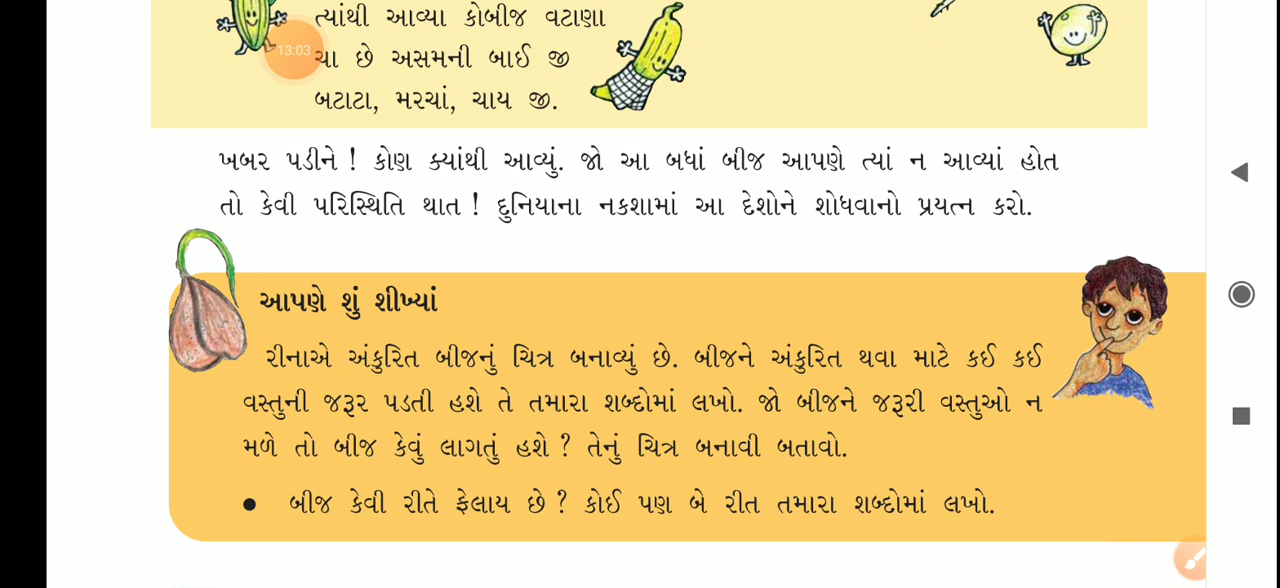 ત્યાંથી આવ્યા કોબીજ વટાણા
13:03
ચા છે અસમની બાઈ જી
બટાટા, મરચાં, ચાય જી.
ખબર પડીને ! કોણ ક્યાંથી આવ્યું. જો આ બધાં બીજ આપણે ત્યાં ન આવ્યાં હોત
તો કેવી પરિસ્થિતિ થાત ! દુનિયાના નકશામાં આ દેશોને શોધવાનો પ્રયત્ન કરો.
આપણે શું શીખ્યાં
રીનાએ અંકુરિત બીજનું ચિત્ર બનાવ્યું છે. બીજને અંકુરિત થવા માટે કઈ કઈ
વસ્તુની જરૂર પડતી હશે તે તમારા શબ્દોમાં લખો. જો બીજને જરૂરી વસ્તુઓ ન
મળે તો બીજ કેવું લાગતું હશે ? તેનું ચિત્ર બનાવી બતાવો.
• બીજ કેવી રીતે ફેલાય છે ? કોઈ પણ બે રીત તમારા શબ્દોમાં લખો.